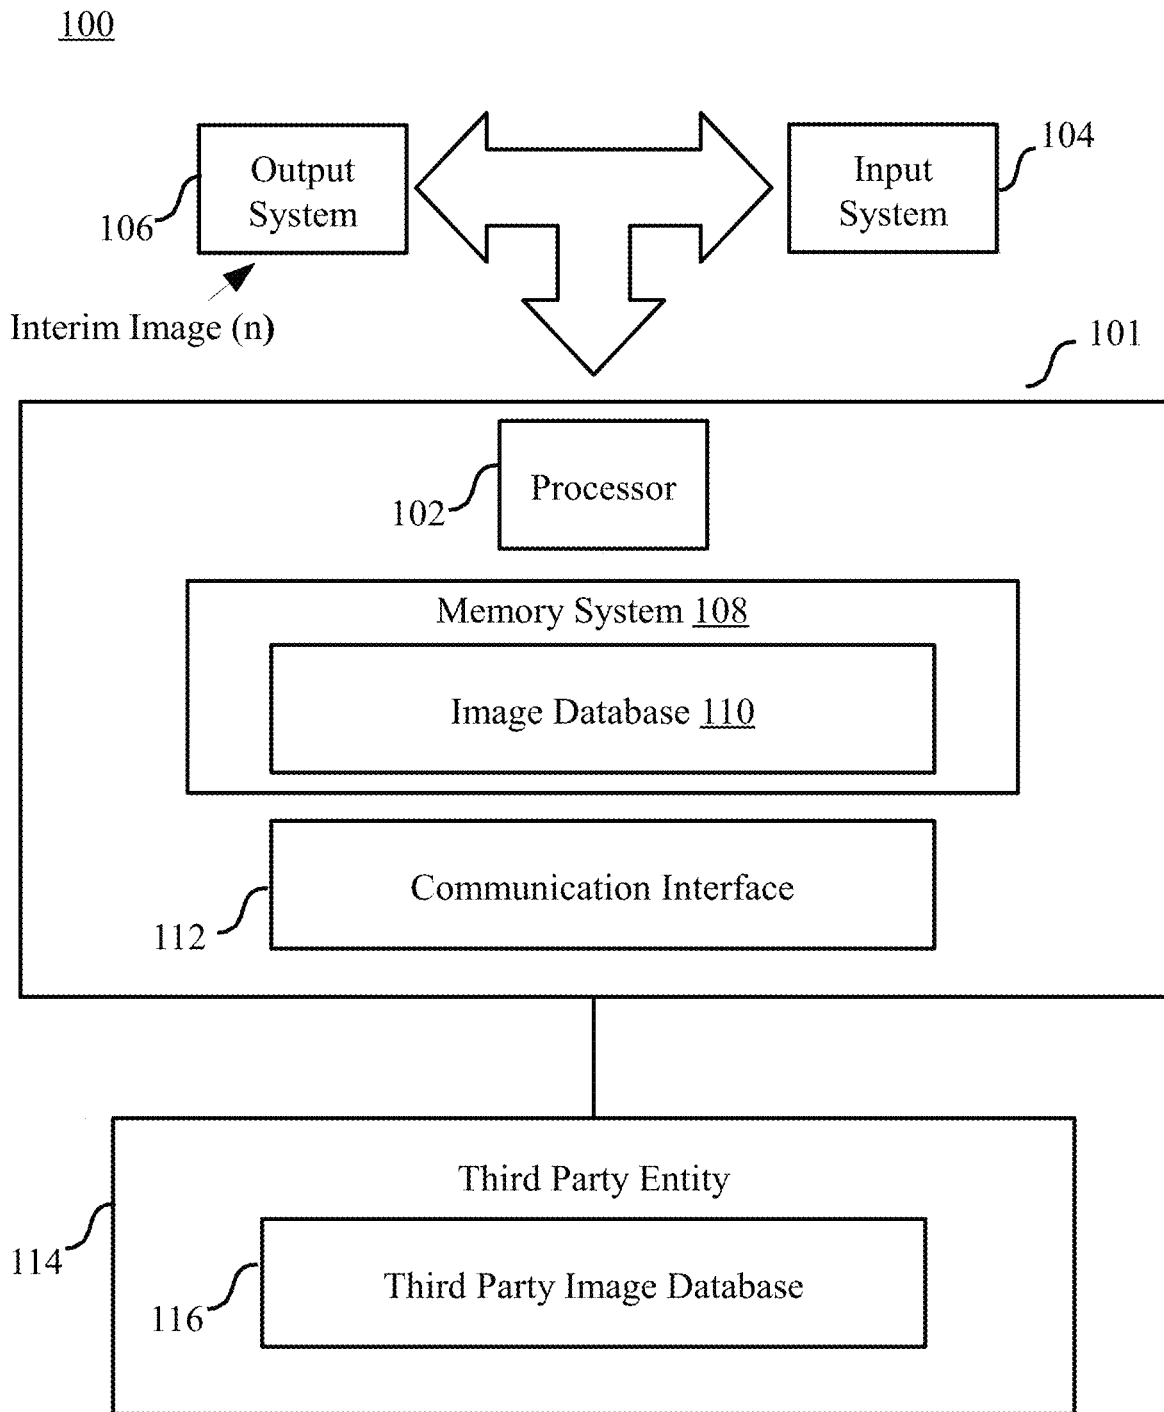 100
Output
System
106
Input
System
104
Interim Image (n)
101
Processor
102
Memory System 108
Image Database 110
Communication Interface
112
Third Party Entity
114
Third Party Image Database
116